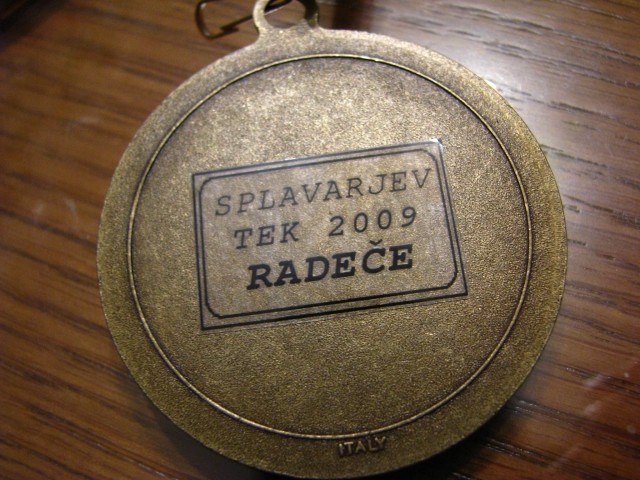 SPLAVARJEV
TEK 2009
RADEČE
ITALY